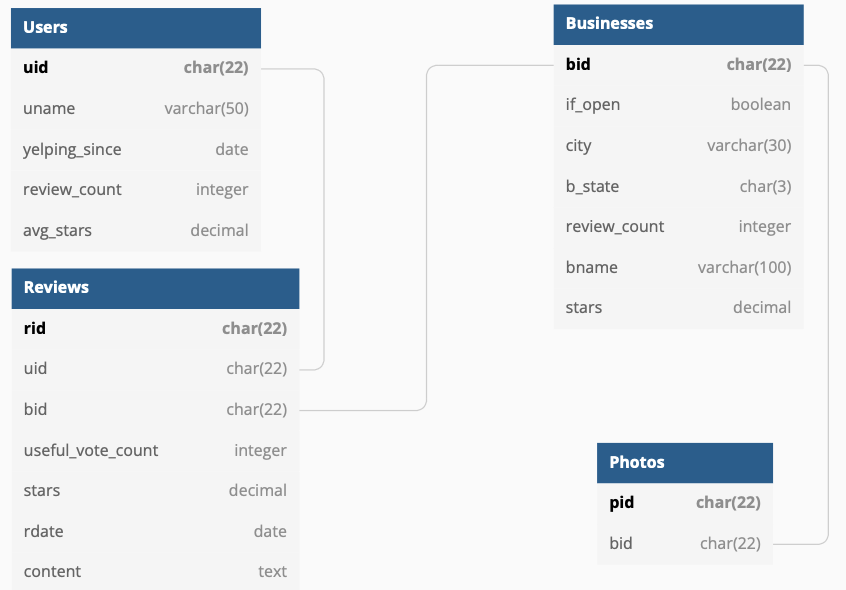 Users
uid char(22)
uname varchar(50)
yelping_since date
review_count integer
avg_stars decimal
Reviews
rid char(22)
uid char(22)
bid char(22)
useful_vote_count integer
stars decimal
rdate date
content text
Businesses
bid char(22)
if_open boolean
city varchar(30)
b_state char(3)
review_count integer
bname varchar(100)
stars decimal
Photos
pid char(22)
bid char(22)